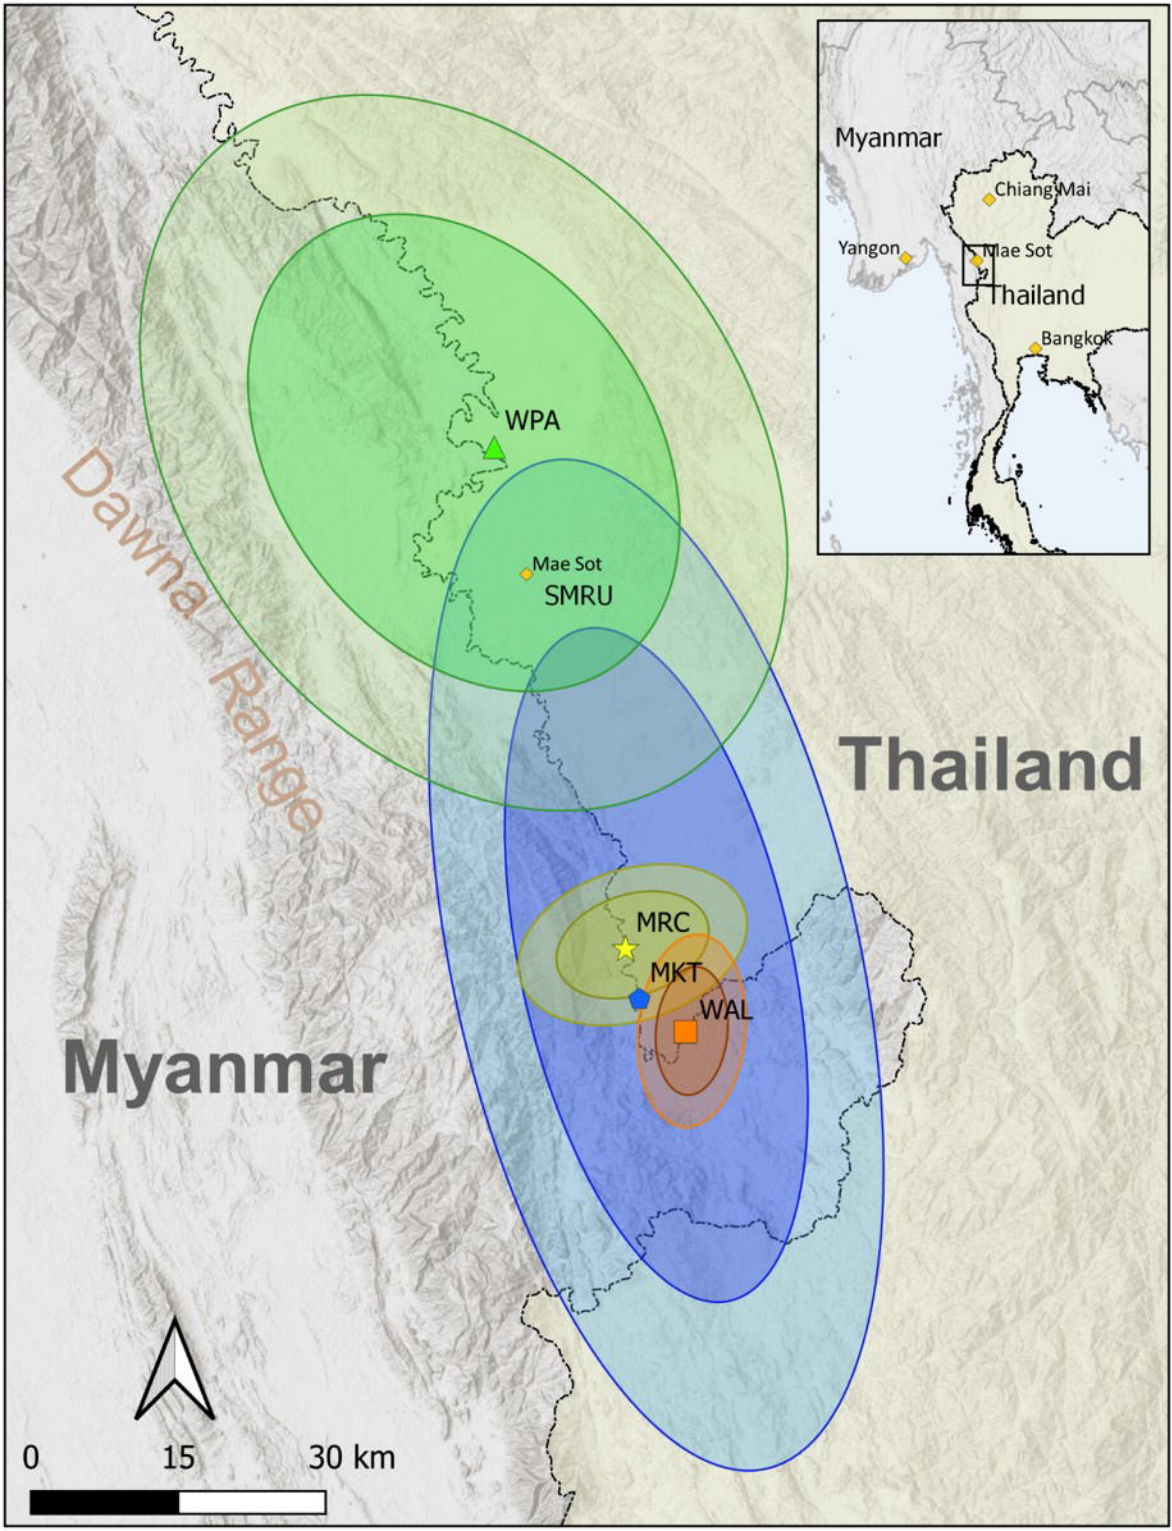 Myanmar
Chiang Mai
Yangon
Mae Sot
Thailand
Bangkok
WPA
Dawna Range
Mae Sot
SMRU
Thailand
MRC
MKT
WAL
Myanmar
0 15 30 km